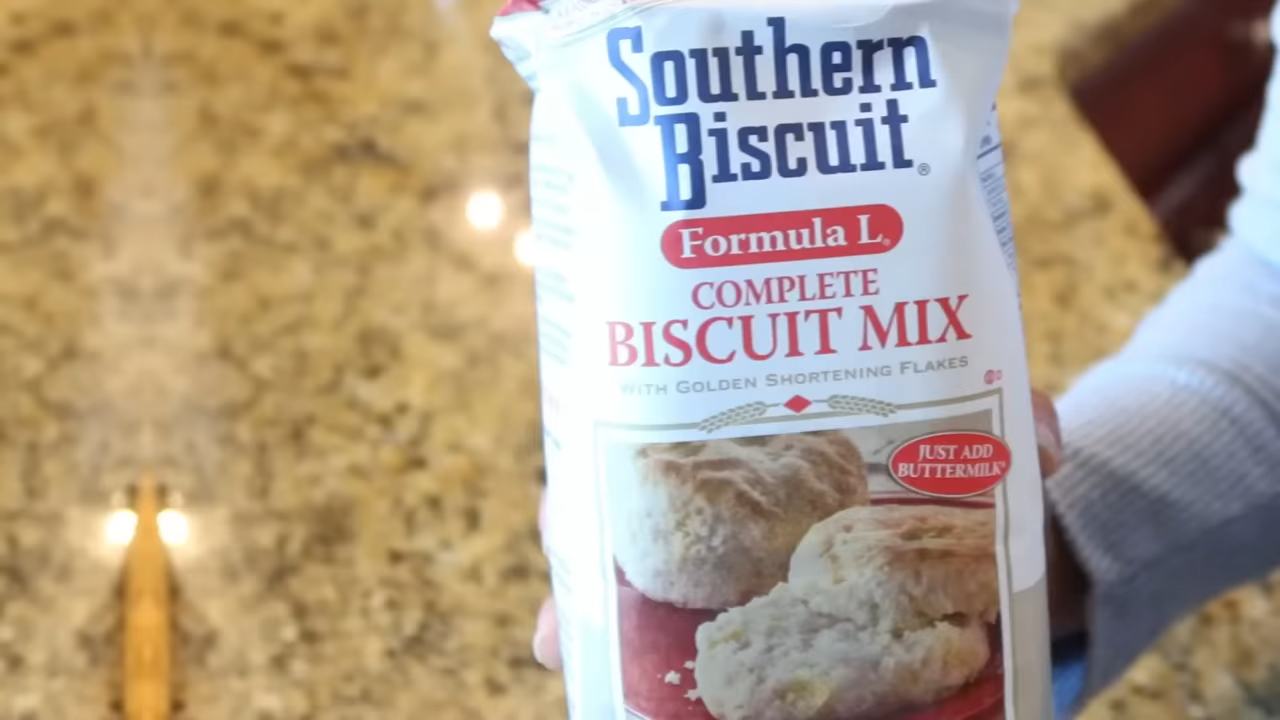 Southern
Biscuit®
Formula L®
COMPLETE
BISCUIT MIX
WITH GOLDEN SHORTENING FLAKES
JUST ADD
BUTTERMILK*